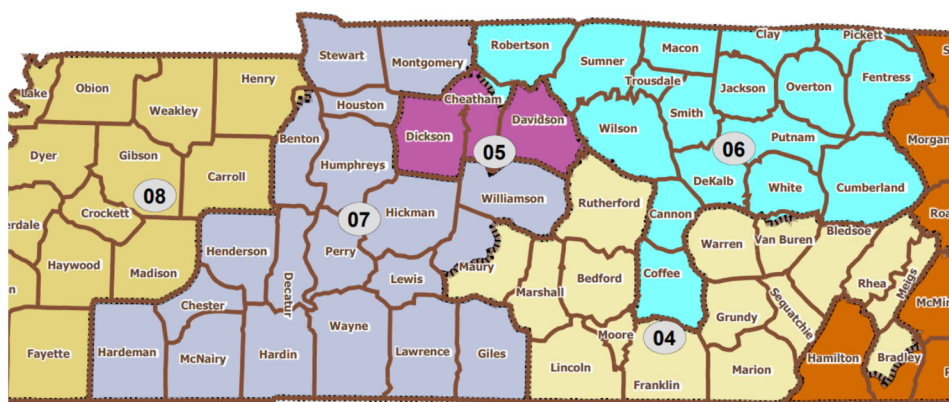 Clay
Pickett
Stewart
Montgomery
Robertson
Sumner
Macon
Henry
Obion
Lake
Weakley
Trousdale
Jackson
Overton
Fentress
Houston
Cheatham
Smith
Dickson
Davidson
Wilson
Putnam
Morgan
Benton
Dyer
Gibson
05
06
Humphreys
Carroll
DeKalb
White
Cumberland
08
Williamson
Rutherford
Crockett
07
Hickman
Cannon
erdale
Roa
Warren
Van Buren
Bledsoe
Henderson
Perry
Haywood
Madison
Decatur
Lewis
Maury
Bedford
Coffee
Rhea
Meigs
McMi
Marshall
Chester
Sequatchie
Wayne
Grundy
Moore
04
Fayette
Hardeman
McNairy
Hardin
Lawrence
Giles
Lincoln
Franklin
Marion
Hamilton
Bradley